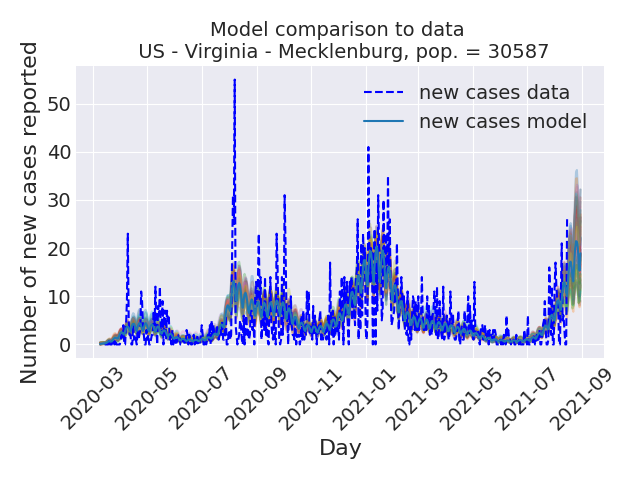 Model comparison to data
US - Virginia - Mecklenburg, pop. = 30587
new cases data
new cases model
Number of new cases reported
50
40
30
20
10
0
2020-03
2020-05
2020-07
2020-09
2020-11
2021-01
2021-03
2021-05
2021-07
2021-09
Day